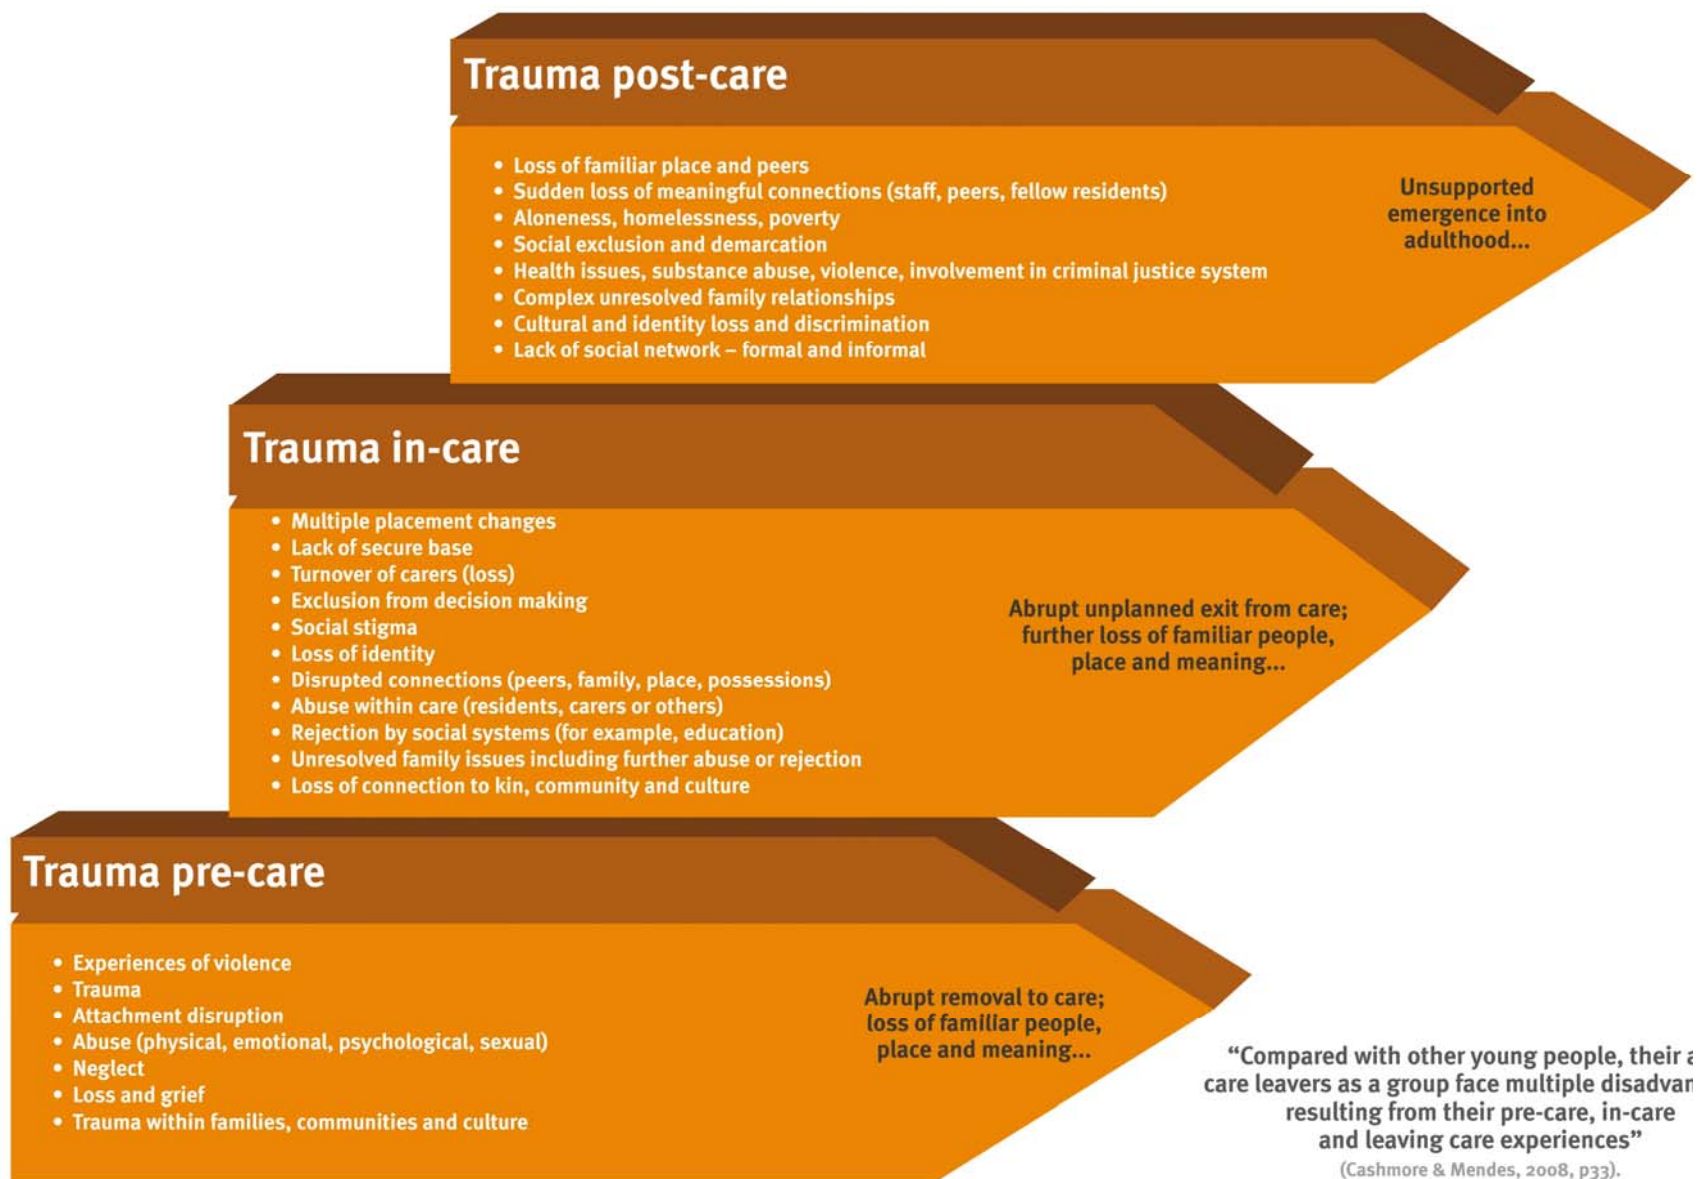 Trauma post-care
• Loss of familiar place and peers
• Sudden loss of meaningful connections (staff, peers, fellow residents)
• Aloneness, homelessness, poverty
• Social exclusion and demarcation
• Health issues, substance abuse, violence, involvement in criminal justice system
• Complex unresolved family relationships
• Cultural and identity loss and discrimination
• Lack of social network – formal and informal
Unsupported
emergence into
adulthood...
Trauma in-care
• Multiple placement changes
• Lack of secure base
• Turnover of carers (loss)
• Exclusion from decision making
• Social stigma
• Loss of identity
• Disrupted connections (peers, family, place, possessions)
• Abuse within care (residents, carers or others)
• Rejection by social systems (for example, education)
• Unresolved family issues including further abuse or rejection
• Loss of connection to kin, community and culture
Abrupt unplanned exit from care;
further loss of familiar people,
place and meaning...
Trauma pre-care
• Experiences of violence
• Trauma
• Attachment disruption
• Abuse (physical, emotional, psychological, sexual)
• Neglect
• Loss and grief
• Trauma within families, communities and culture
Abrupt removal to care;
loss of familiar people,
place and meaning...
“Compared with other young people, their
care leavers as a group face multiple
resulting from their pre-care, in-care
and leaving care experiences”
(Cashmore & Mendes, 2008, p33).